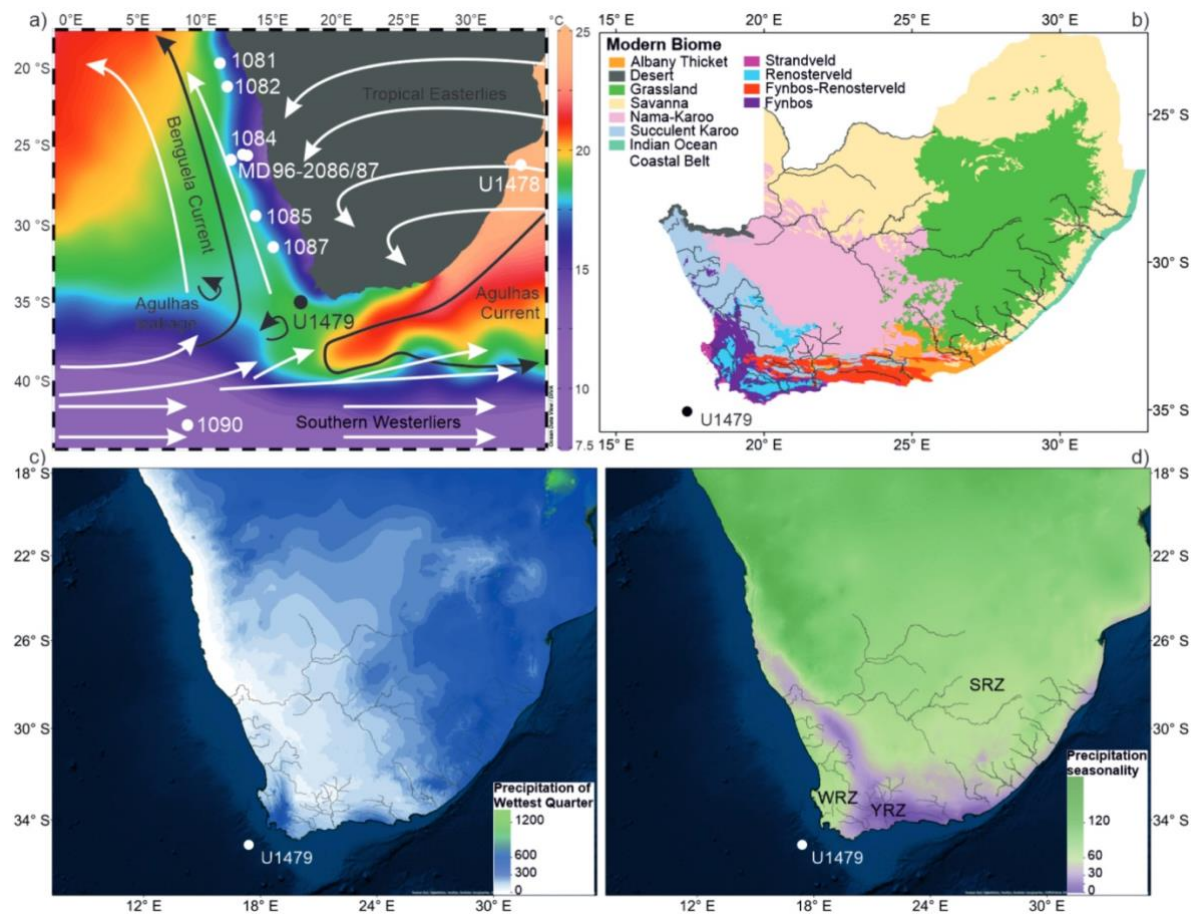 a)
0°E 5°E 10°E 15°E 20°E 25°E 30°E
°C
20°S
25°S
30°S
35°S
40°S
1081
1082
1084
MD96-2086/87
1085
1087
U1479
U1478
1090
Tropical Easterlies
Benguela Current
Agulhas
leakage
Agulhas
Current
Southern Westerliers
25
20
15
10
7.5
b)
Modern Biome
Albany Thicket
Desert
Grassland
Savanna
Nama-Karoo
Succulent Karoo
Indian Ocean
Coastal Belt
Strandveld
Renosterveld
Fynbos-Renosterveld
Fynbos
25°S
30°S
35°S
15°E 20°E 25°E 30°E
U1479
c)
18° S
22° S
26° S
30° S
34° S
12° E 18° E 24° E 30° E
U1479
Precipitation of
Wettest Quarter
1200
600
300
0
d)
18° S
22° S
26° S
30° S
34° S
12° E 18° E 24° E 30° E
SRZ
WRZ
YRZ
U1479
Precipitation
seasonality
120
60
30
0